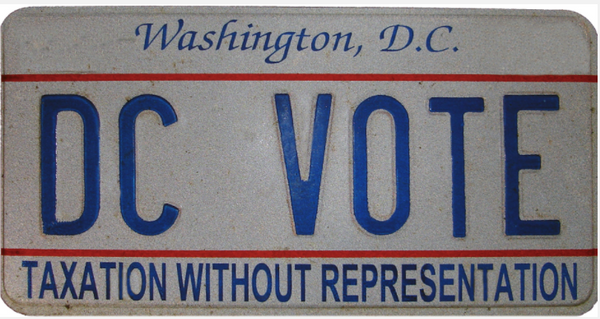 Washington, D.C.
DC VOTE
TAXATION WITHOUT REPRESENTATION